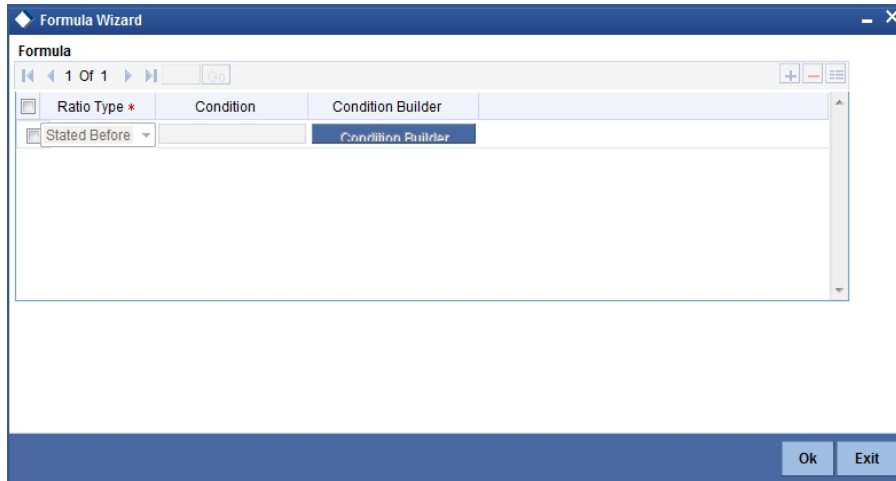 Formula Wizard
Formula
1 Of 1 Go
Ratio Type * Condition Condition Builder
Stated Before Condition Builder
Ok Exit